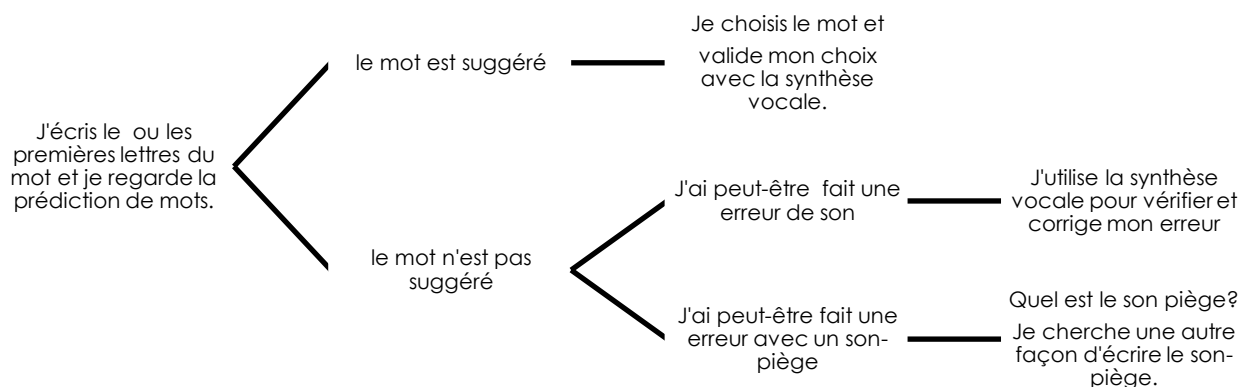 J'écris le ou les
premières lettres du
mot et je regarde la
prédiction de mots.
le mot est suggéré
Je choisis le mot et
valide mon choix
avec la synthèse
vocale.
le mot n'est pas
suggéré
J'ai peut-être fait une
erreur de son
J'utilise la synthèse
vocale pour vérifier et
corrige mon erreur
J'ai peut-être fait une
erreur avec un son-
piège
Quel est le son piège?
Je cherche une autre
façon d'écrire le son-
piège.